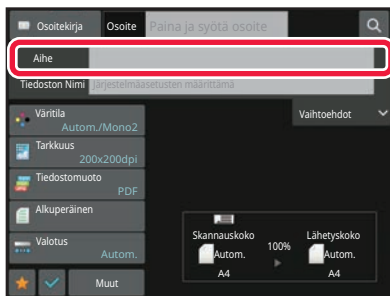 Osoitekirja Osoite Paina ja syötä osoite
Aihe
Tiedoston Nimi Järjestelmäasetusten määrittämä
Väritila
Autom./Mono2
Vaihtoehdot
Tarkkuus
200x200dpi
Tiedostomuoto
PDF
Alkuperäinen
Valotus
Autom.
Skannauskoko
Autom.
A4
100%
Lähetyskoko
Autom.
A4
Muut